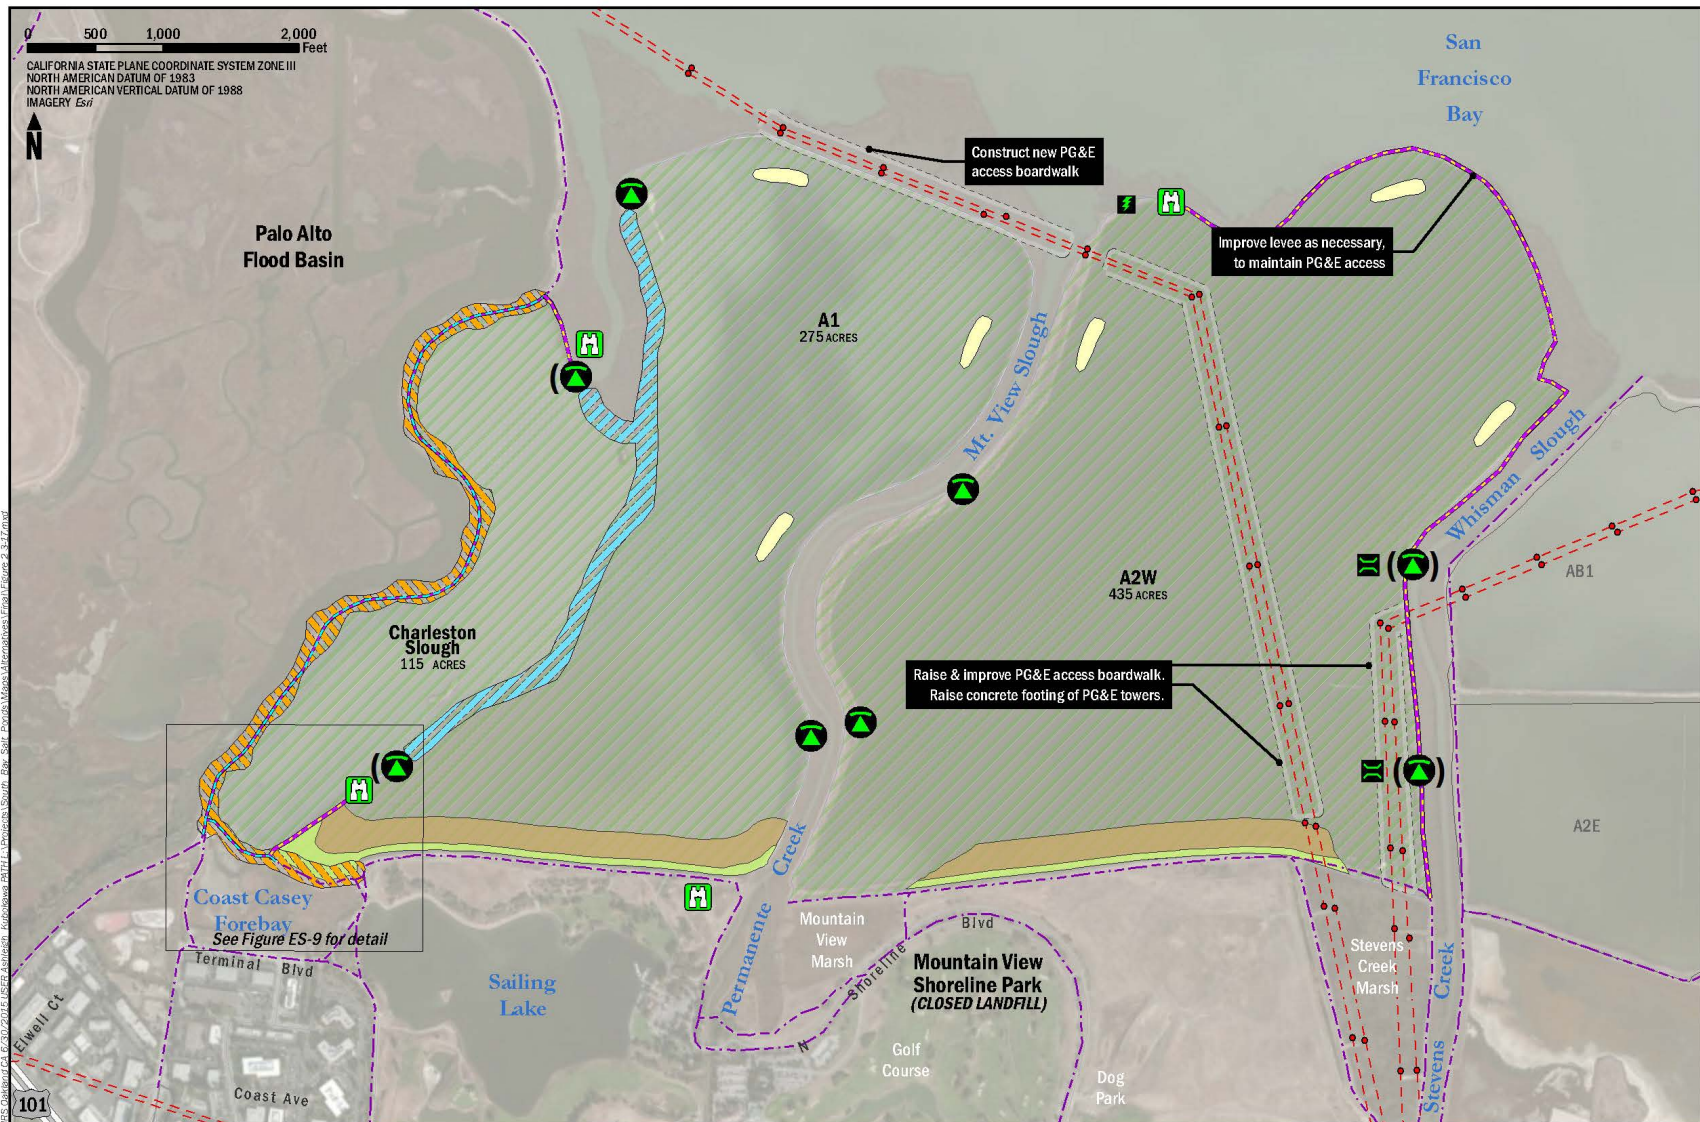 0 500 1,000 2,000
Feet
CALIFORNIA STATE PLANE COORDINATE SYSTEM ZONE III
NORTH AMERICAN DATUM OF 1983
NORTH AMERICAN VERTICAL DATUM OF 1988
IMAGERY Esri
N
San
Francisco
Bay
Construct new PG&E
access boardwalk
Improve levee as necessary,
to maintain PG&E access
Palo Alto
Flood Basin
A1
275 ACRES
Mt. View Slough
Whisman Slough
AB1
A2W
435 ACRES
Charleston
Slough
115 ACRES
Raise & improve PG&E access boardwalk.
Raise concrete footing of PG&E towers.
A2E
Permanente Creek
Coast Casey
Forebay
See Figure ES-9 for detail
Terminal Blvd
Sailing
Lake
Mountain
View
Marsh
N Shoreline Blvd
Mountain View
Shoreline Park
(CLOSED LANDFILL)
Stevens
Creek
Marsh
Stevens Creek
Golf
Course
Dog
Park
Elwell Ct
Coast Ave
101